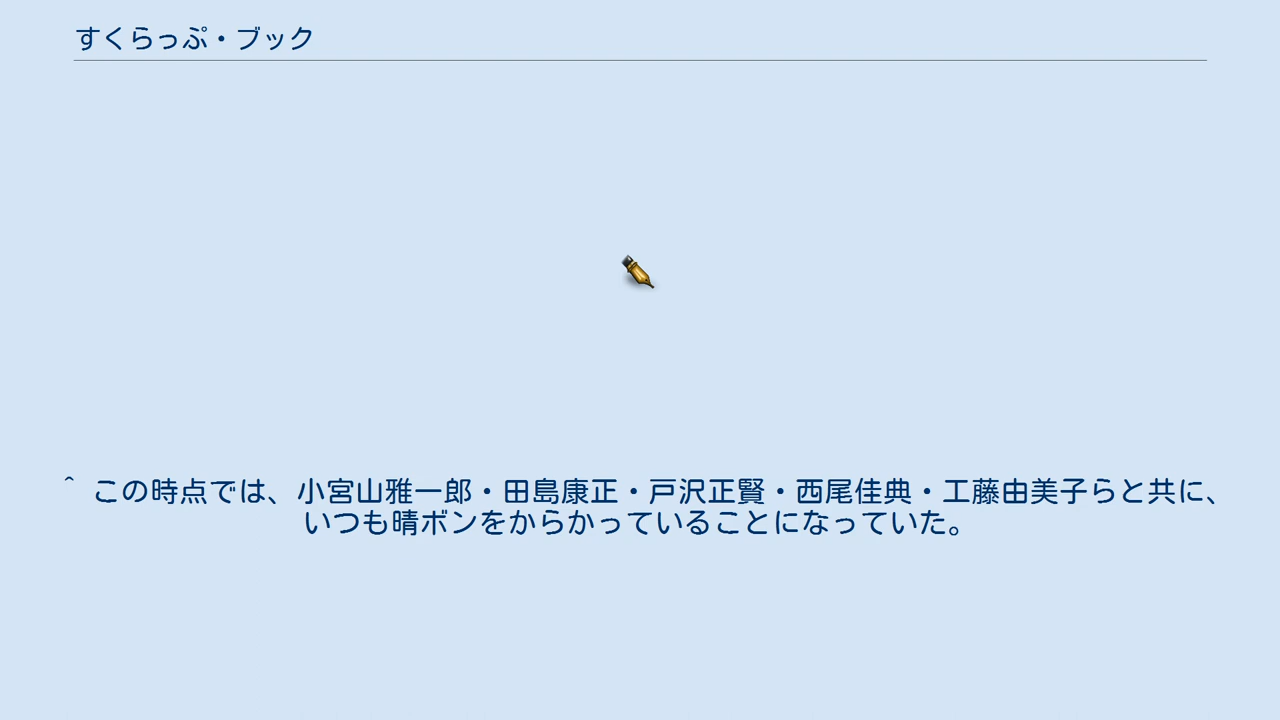 すくらっぷ・ブック
^ この時点では、小宮山雅一郎・田島康正・戸沢正賢・西尾佳典・工藤由美子らと共に、
いつも晴ボンをからかっていることになっていた。